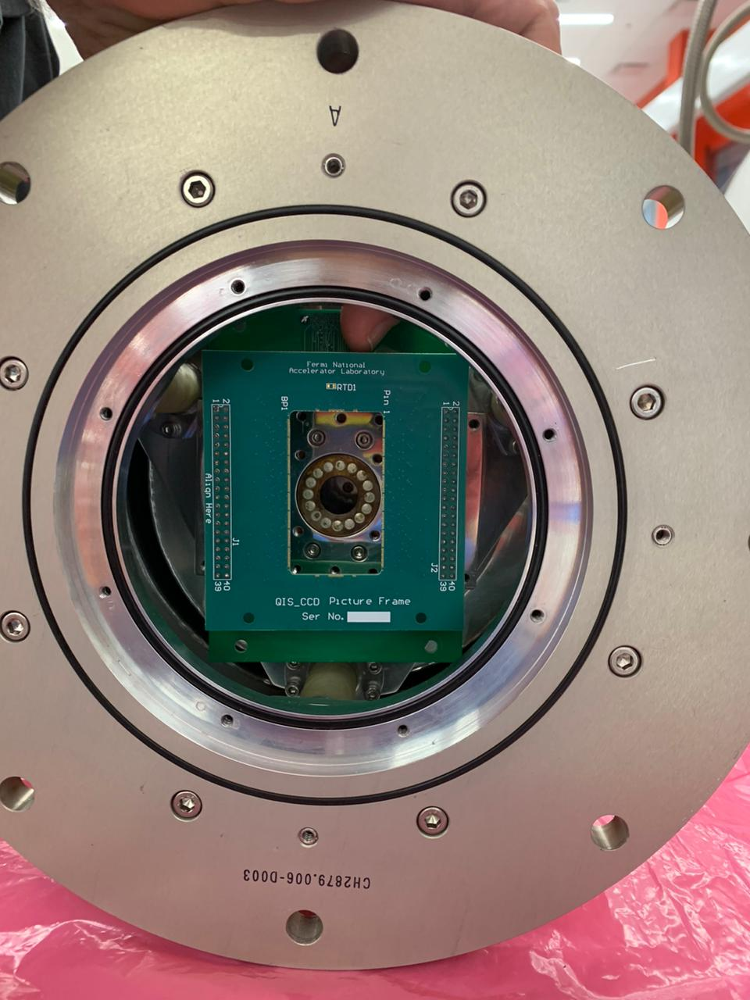 A
Fermi National
Accelerator Laboratory
RTD1
BP1
Pin 1
1 2
1 2
Align Here
J1
J2
39 40
39 40
QIS_CCD Picture Frame
Ser No.
CH2879.006-D003